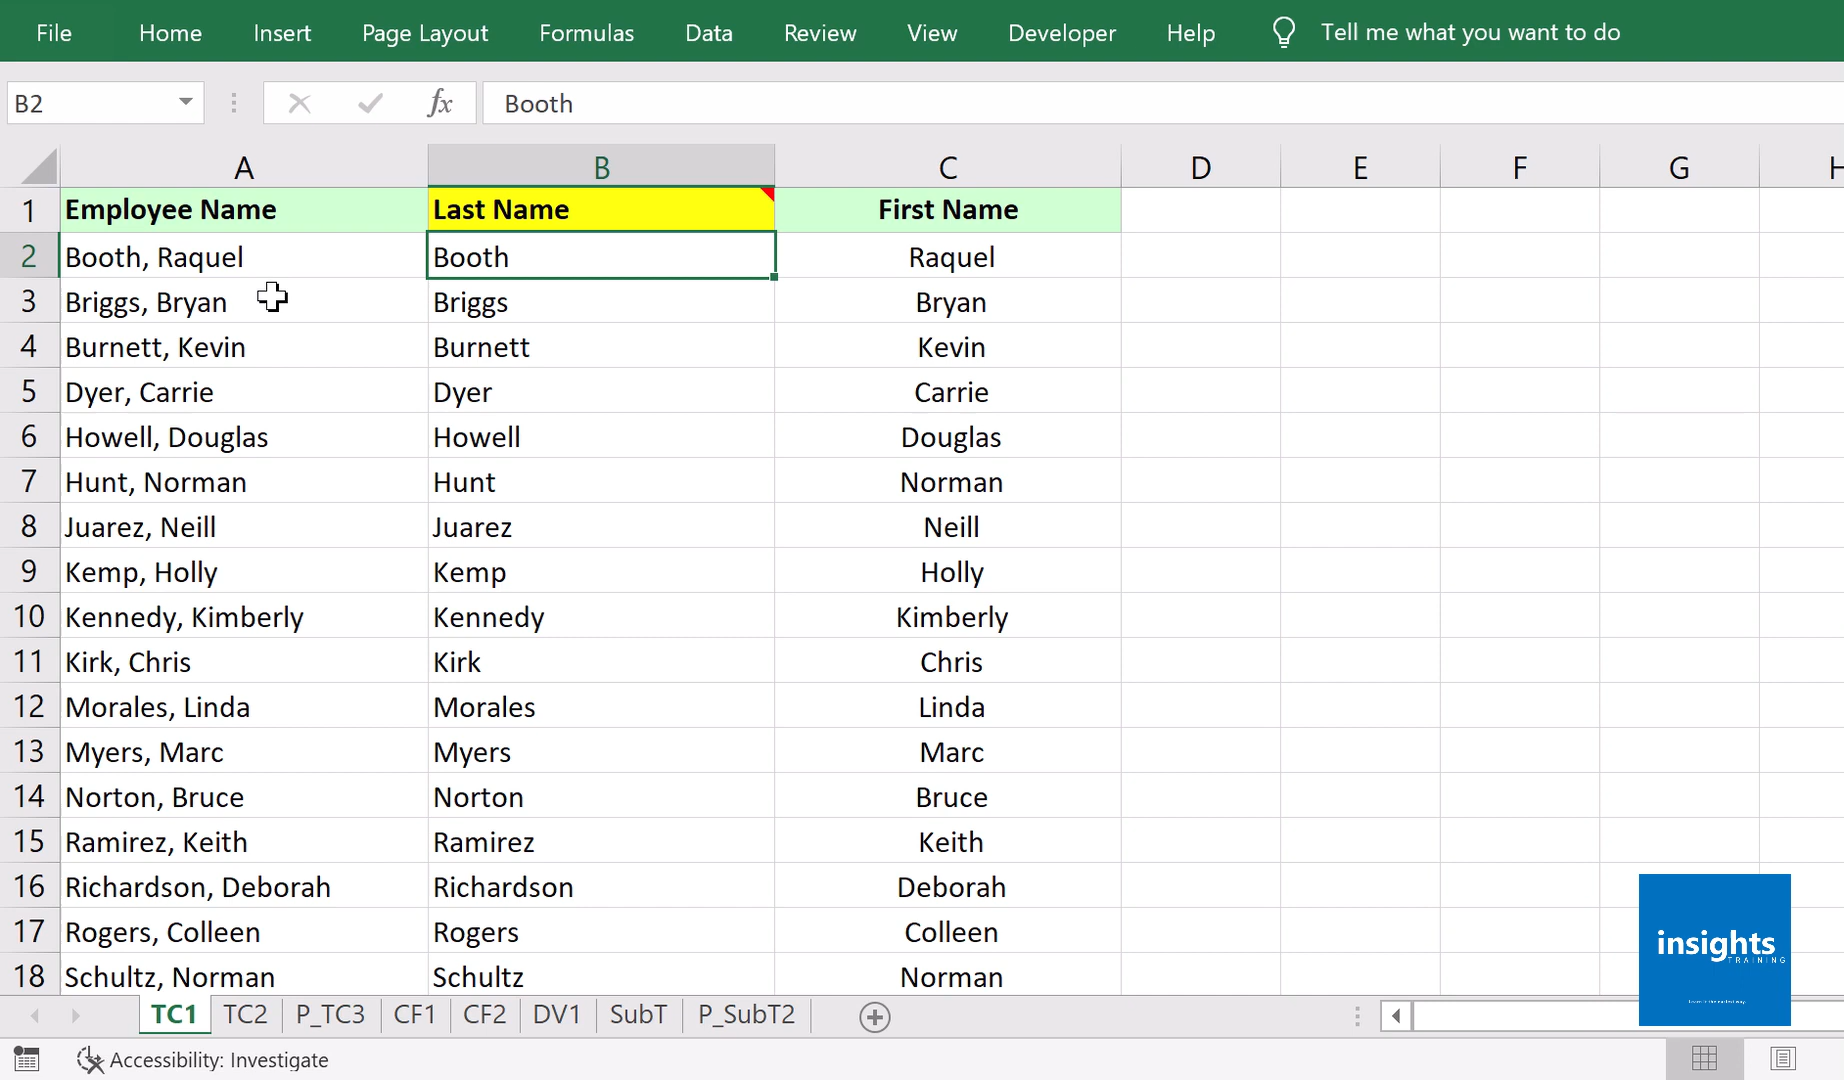 File Home Insert Page Layout Formulas Data Review View Developer Help Tell me what you want to do
B2 fx Booth
A B C D E F G H
1 Employee Name Last Name First Name
2 Booth, Raquel Booth Raquel
3 Briggs, Bryan Briggs Bryan
4 Burnett, Kevin Burnett Kevin
5 Dyer, Carrie Dyer Carrie
6 Howell, Douglas Howell Douglas
7 Hunt, Norman Hunt Norman
8 Juarez, Neill Juarez Neill
9 Kemp, Holly Kemp Holly
10 Kennedy, Kimberly Kennedy Kimberly
11 Kirk, Chris Kirk Chris
12 Morales, Linda Morales Linda
13 Myers, Marc Myers Marc
14 Norton, Bruce Norton Bruce
15 Ramirez, Keith Ramirez Keith
16 Richardson, Deborah Richardson Deborah
17 Rogers, Colleen Rogers Colleen
18 Schultz, Norman Schultz Norman
insights
TRAINING
TC1 TC2 P_TC3 CF1 CF2 DV1 SubT P_SubT2
Accessibility: Investigate